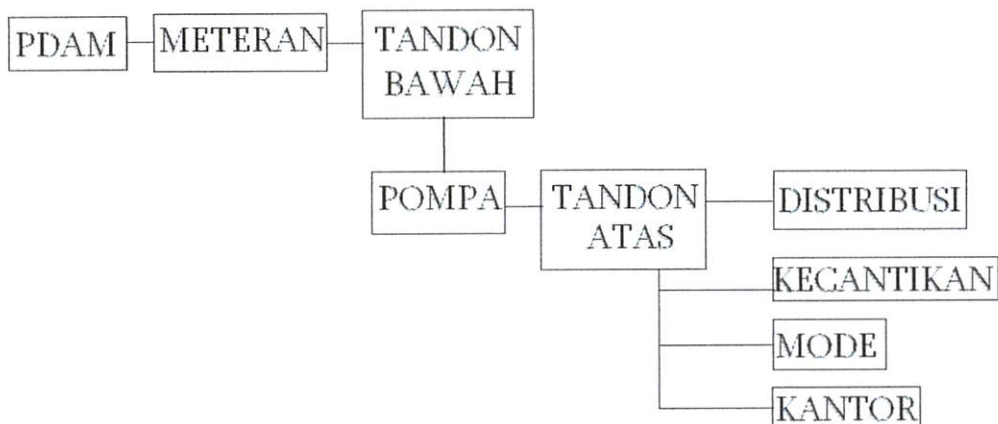 PDAM
METERAN
TANDON
BAWAH
POMPA
TANDON
ATAS
DISTRIBUSI
KECANTIKAN
MODE
KANTOR